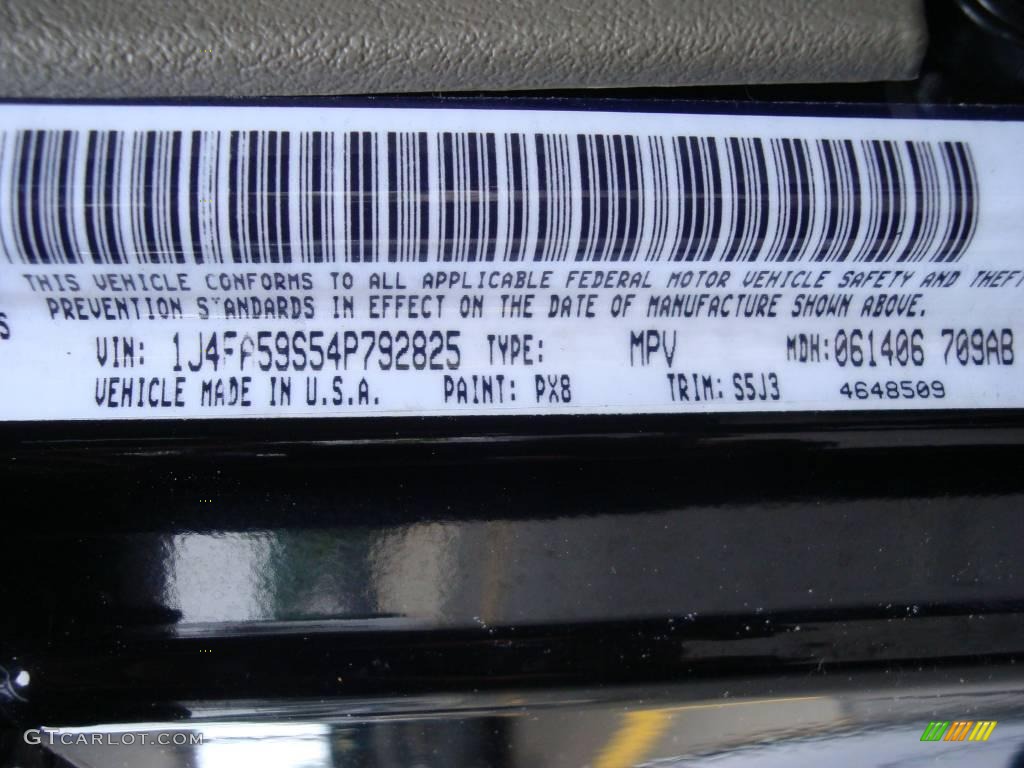 THIS VEHICLE CONFORMS TO ALL APPLICABLE FEDERAL MOTOR VEHICLE SAFETY AND THEFT
PREVENTION STANDARDS IN EFFECT ON THE DATE OF MANUFACTURE SHOWN ABOVE.
S
VIN: 1J4FA59S54P792825 TYPE: MPV MDH:061406 709AB
VEHICLE MADE IN U.S.A. PAINT: PX8 TRIM: S5J3 4648509
GTCARLOT.COM